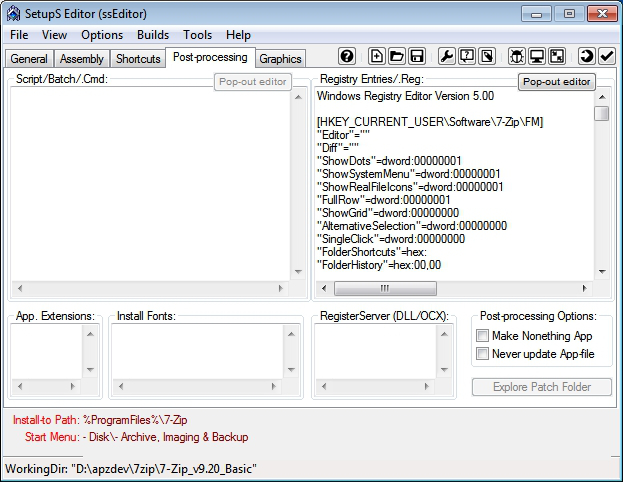 SetupS Editor (ssEditor)
File View Options Builds Tools Help
General Assembly Shortcuts Post-processing Graphics
Script/Batch/.Cmd: Pop-out editor
Registry Entries/.Reg: Pop-out editor
Windows Registry Editor Version 5.00
[HKEY_CURRENT_USER\Software\7-Zip\FM]
"Editor"=""
"Diff"=""
"ShowDots"=dword:00000001
"ShowSystemMenu"=dword:00000001
"ShowRealFileIcons"=dword:00000001
"FullRow"=dword:00000001
"ShowGrid"=dword:00000000
"AlternativeSelection"=dword:00000000
"SingleClick"=dword:00000000
"FolderShortcuts"=hex:
"FolderHistory"=hex:00,00
App. Extensions: Install Fonts: RegisterServer (DLL/OCX): Post-processing Options:
Make Nonething App
Never update App-file
Explore Patch Folder
Install-to Path: %ProgramFiles%\7-Zip
Start Menu: - Disk\- Archive, Imaging & Backup
WorkingDir: "D:\apzdev\7zip\7-Zip_v9.20_Basic"